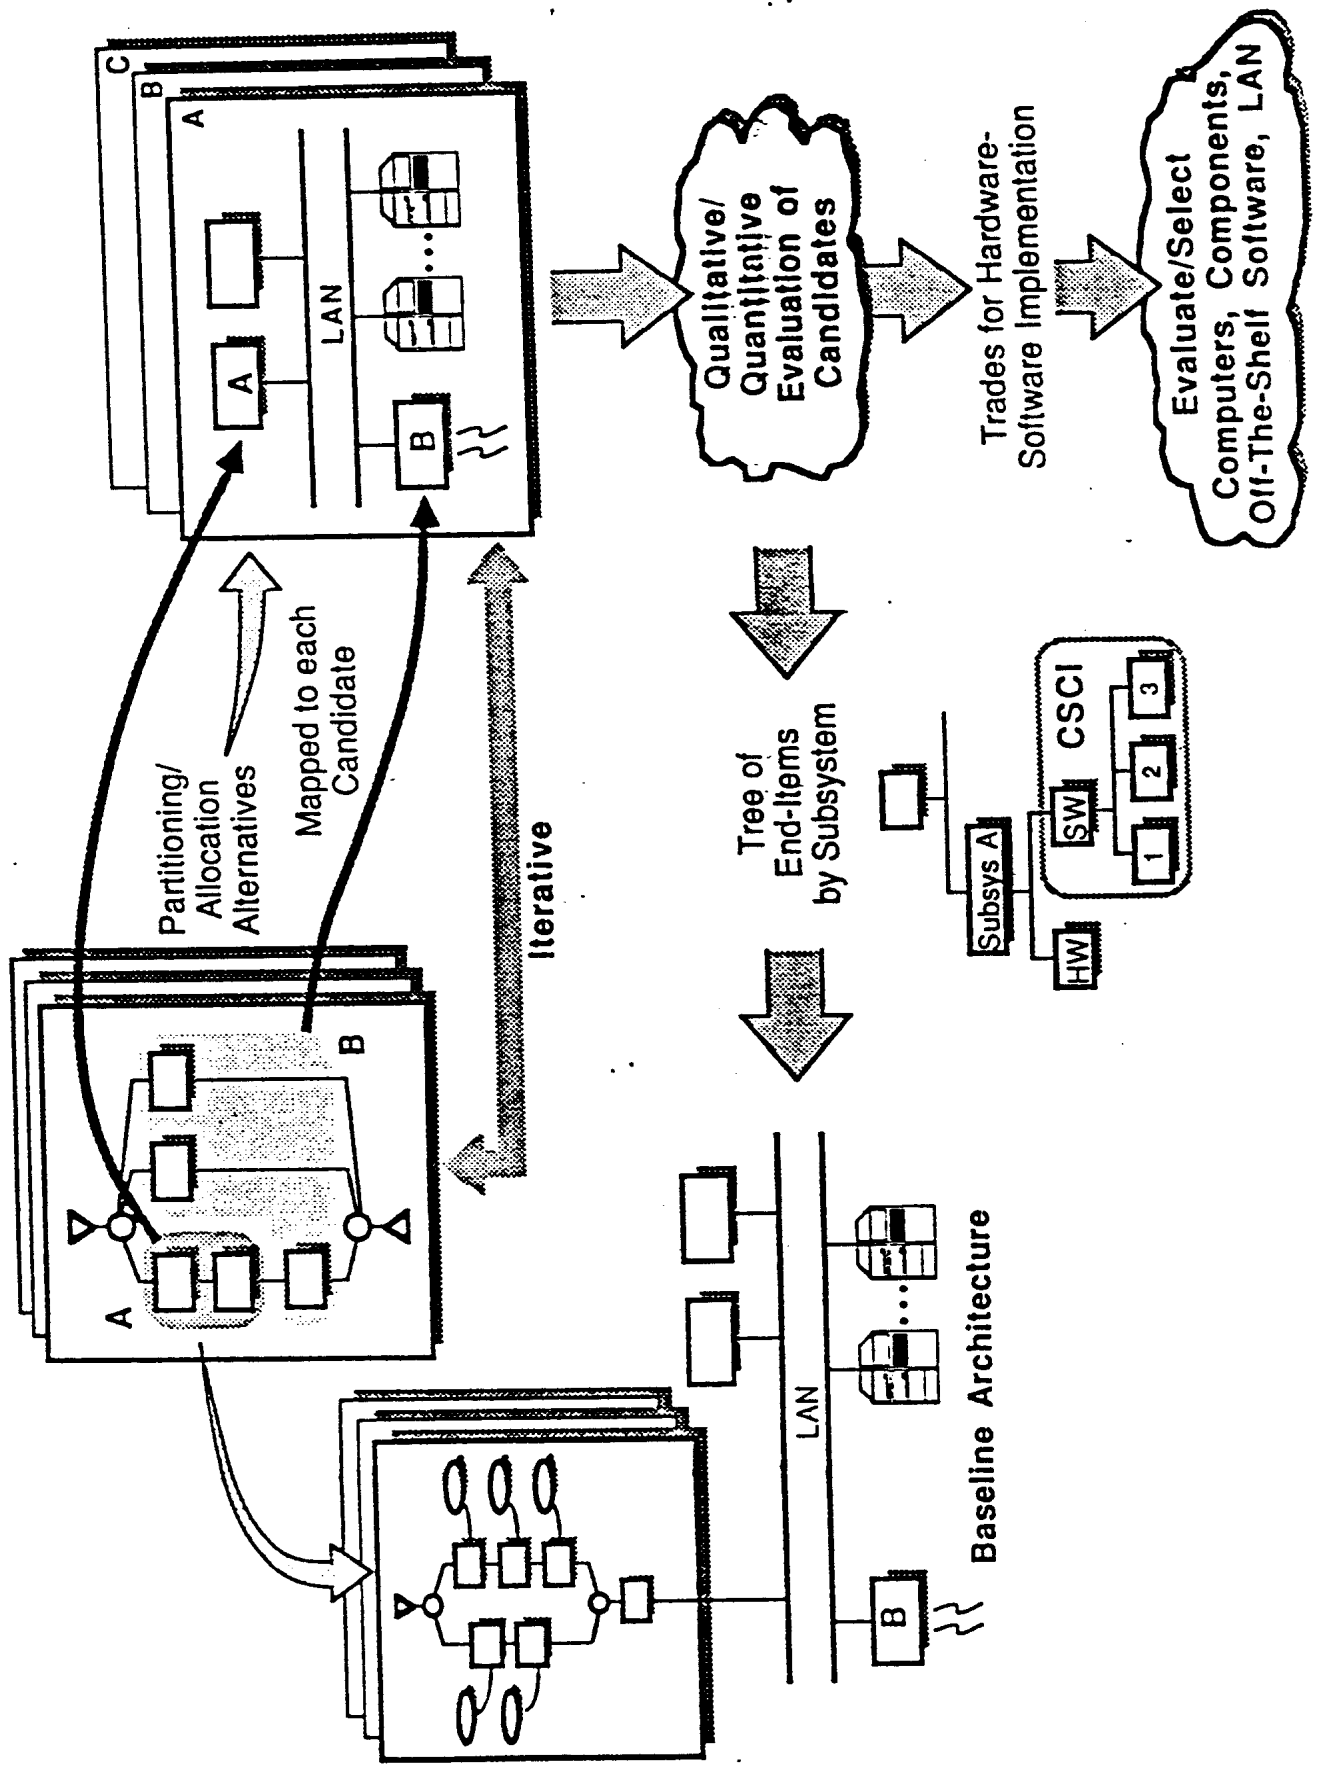 C
B
A
A
B
Partitioning/
Allocation
Alternatives
Mapped to each
Candidate
A
LAN
B
Iterative
Qualitative/
Quantitative
Evaluation of
Candidates
Tree of
End-Items
by Subsystem
LAN
B
Baseline Architecture
Subsys A
HW
SW
CSCI
1
2
3
Trades for Hardware-
Software Implementation
Evaluate/Select
Computers, Components,
Off-The-Shelf Software, LAN